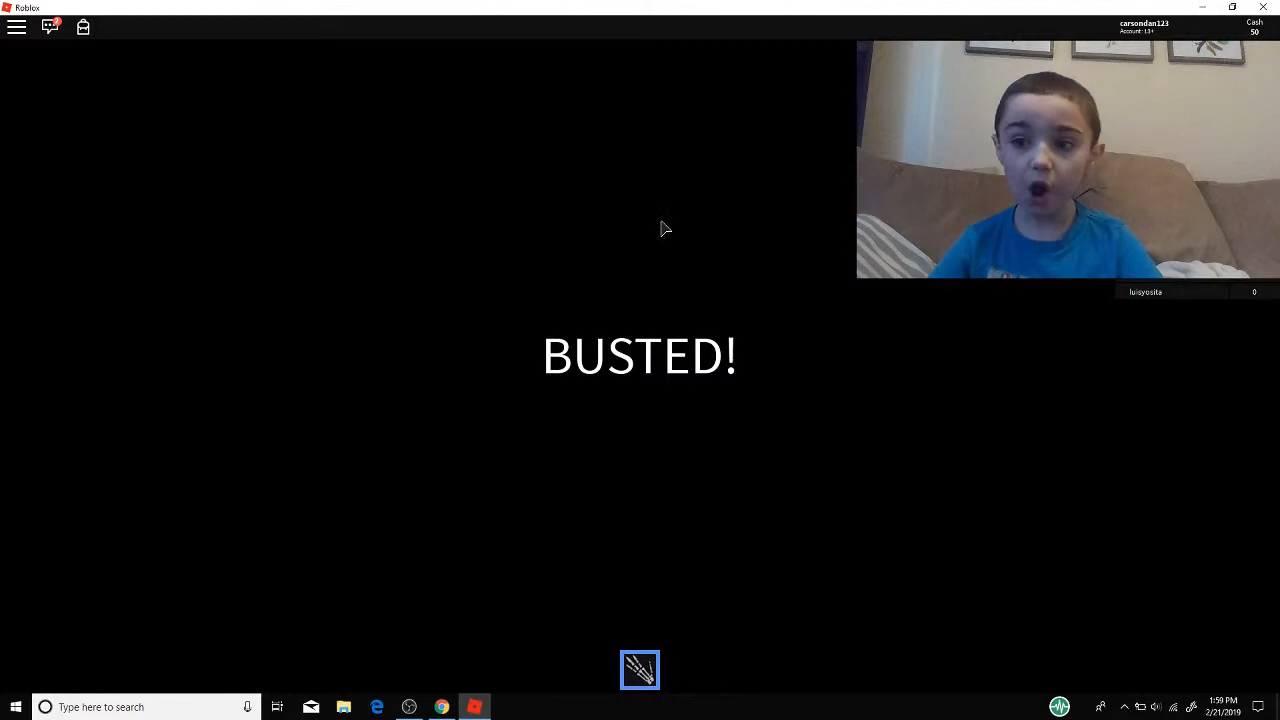 Roblox
carsondan123
Account: 13+
Cash
50
luisyosita
0
BUSTED!
Type here to search
1:59 PM
2/21/2019